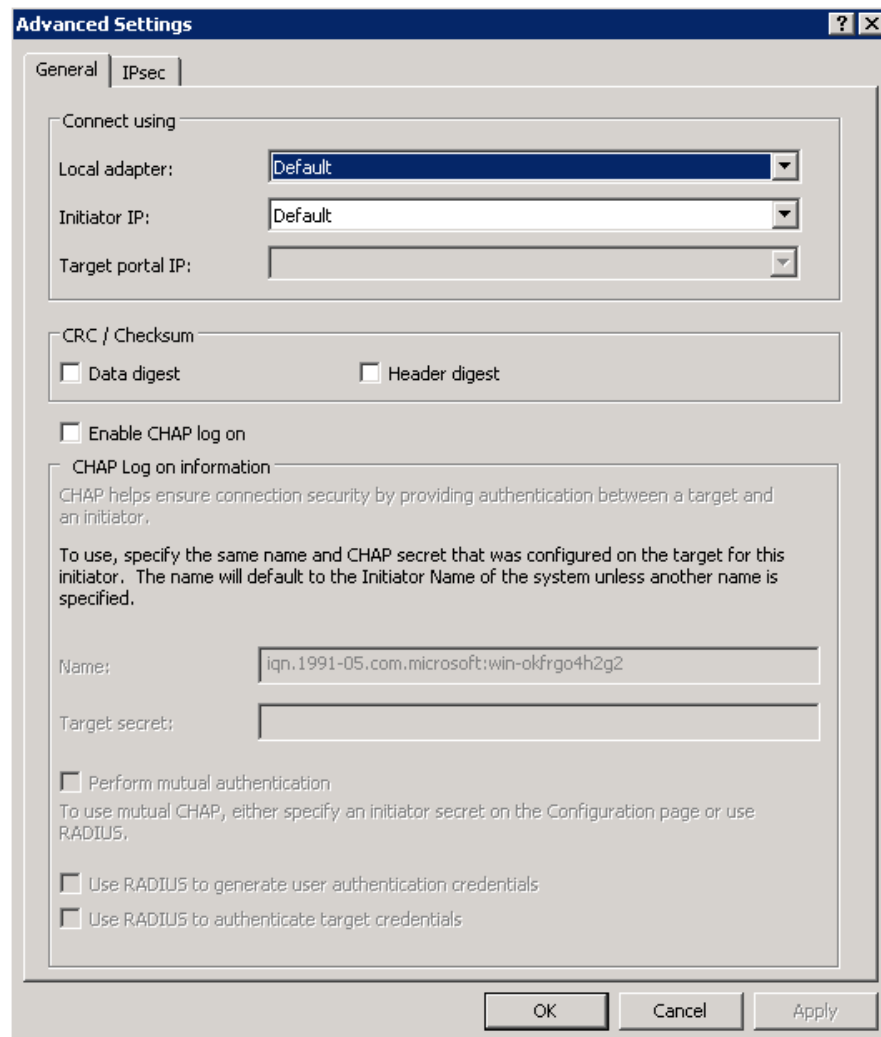 Advanced Settings
General
IPsec
Connect using
Local adapter:
Default
Initiator IP:
Default
Target portal IP:
CRC / Checksum
Data digest
Header digest
Enable CHAP log on
CHAP Log on information
CHAP helps ensure connection security by providing authentication between a target and
an initiator.
To use, specify the same name and CHAP secret that was configured on the target for this
initiator. The name will default to the Initiator Name of the system unless another name is
specified.
Name:
iqn.1991-05.com.microsoft:win-okfrgo4h2g2
Target secret:
Perform mutual authentication
To use mutual CHAP, either specify an initiator secret on the Configuration page or use
RADIUS.
Use RADIUS to generate user authentication credentials
Use RADIUS to authenticate target credentials
OK
Cancel
Apply